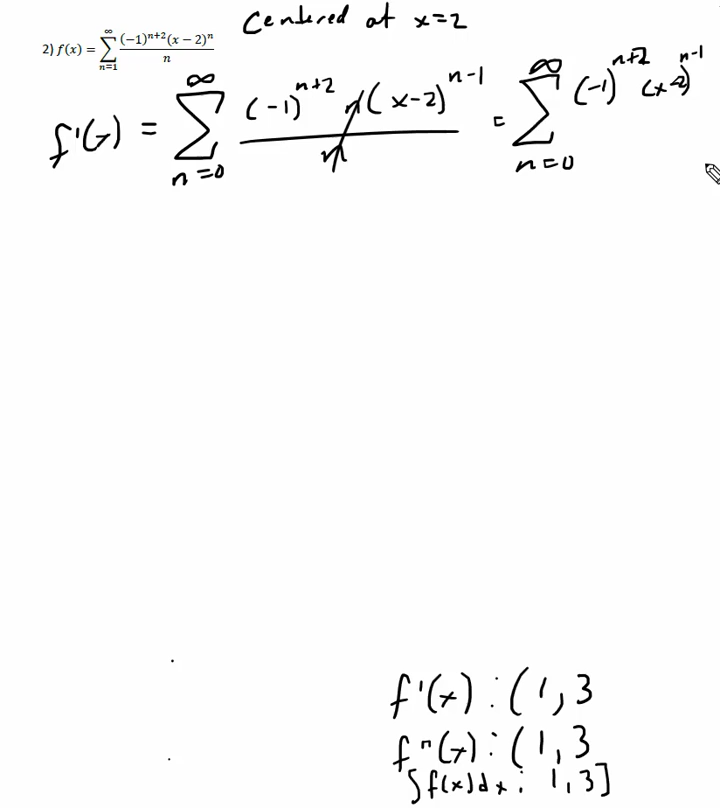 Centered at x=2
2) f(x) = ∑_{n=1}^{∞} (−1)^{n+2}(x − 2)^n / n
f'(x) = ∑_{n=0}^{∞} (-1)^{n+2} n(x-2)^{n-1} / n = ∑_{n=0}^{∞} (-1)^{n+2} (x-2)^{n-1}
f'(x) : (1, 3
f"(x) : (1, 3
∫f(x)dx : 1, 3]